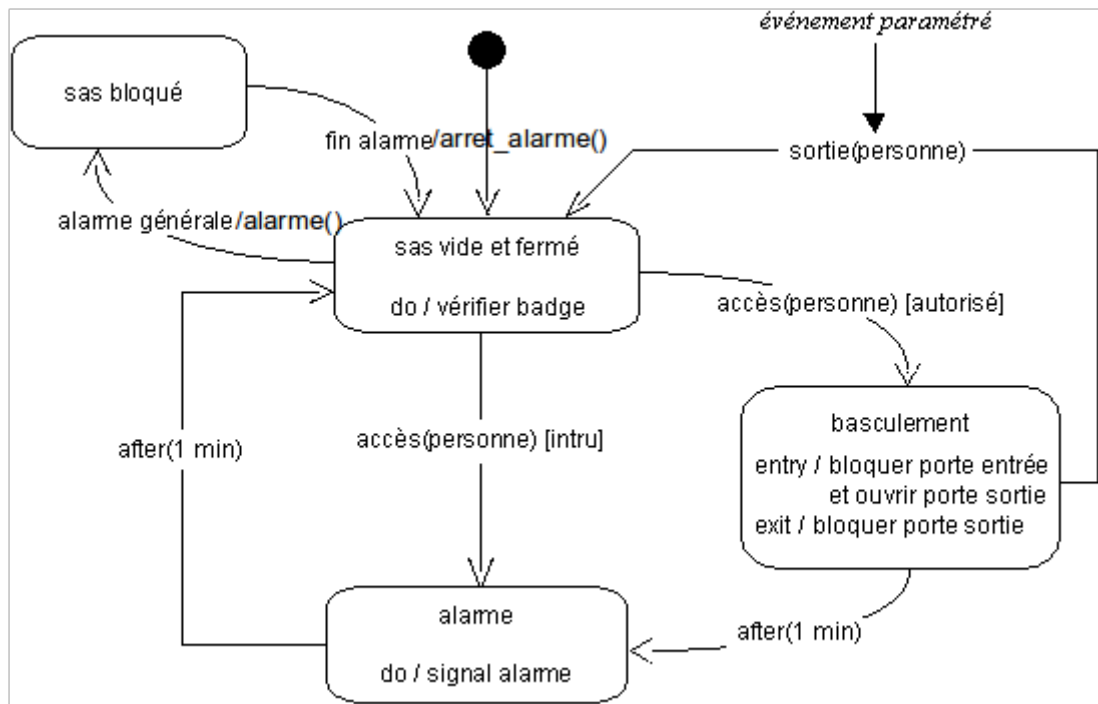 événement paramétré
sas bloqué
fin alarme/arret_alarme()
sortie(personne)
alarme générale/alarme()
sas vide et fermé
do / vérifier badge
accès(personne) [autorisé]
basculement
entry / bloquer porte entrée
et ouvrir porte sortie
exit / bloquer porte sortie
after(1 min)
accès(personne) [intru]
alarme
do / signal alarme
after(1 min)